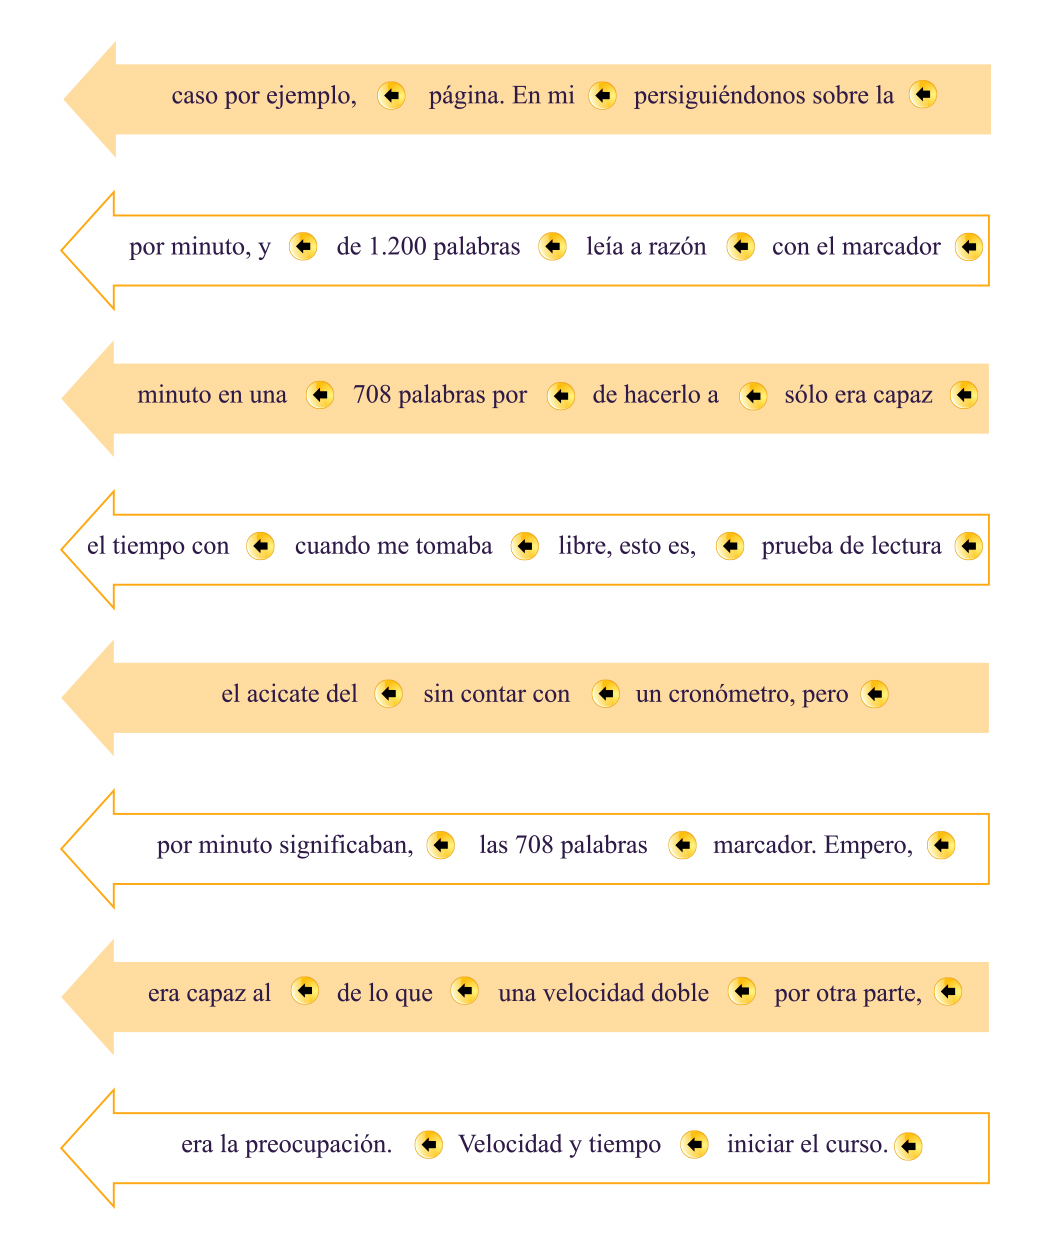 caso por ejemplo, página. En mi persiguiéndonos sobre la
por minuto, y de 1.200 palabras leía a razón con el marcador
minuto en una 708 palabras por de hacerlo a sólo era capaz
el tiempo con cuando me tomaba libre, esto es, prueba de lectura
el acicate del sin contar con un cronómetro, pero
por minuto significaban, las 708 palabras marcador. Empero,
era capaz al de lo que una velocidad doble por otra parte,
era la preocupación. Velocidad y tiempo iniciar el curso.